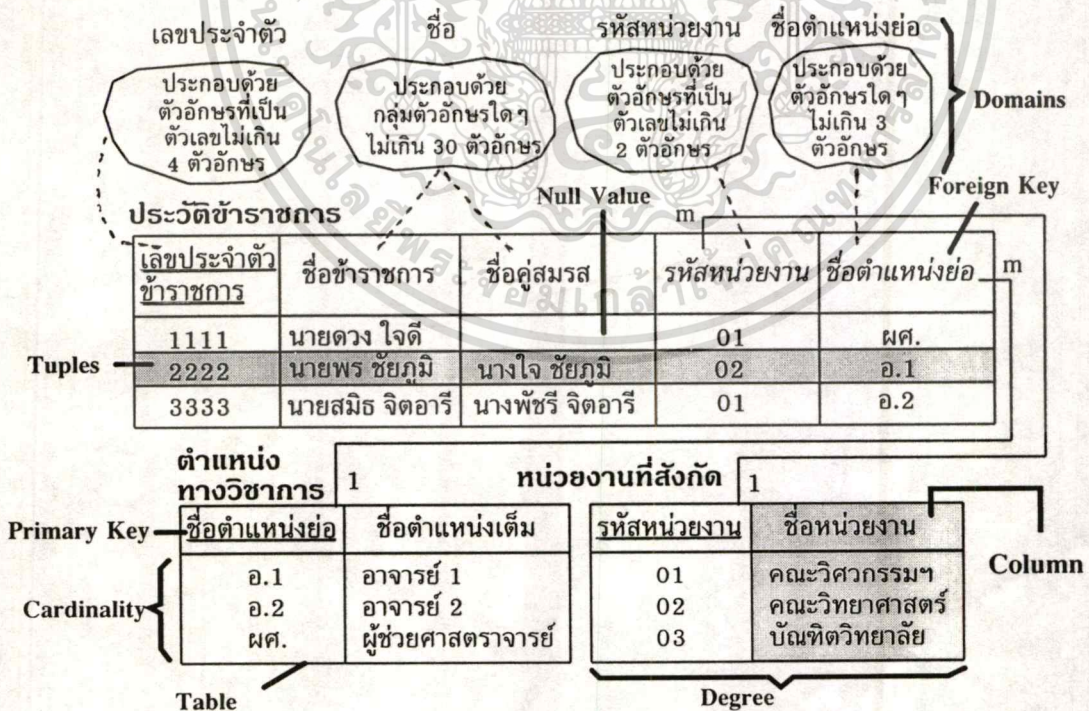 เลขประจำตัว ชื่อ รหัสหน่วยงาน ชื่อตำแหน่งย่อ
ประกอบด้วย
ตัวอักษรที่เป็น
ตัวเลขไม่เกิน
4 ตัวอักษร
ประกอบด้วย
กลุ่มตัวอักษรใด ๆ
ไม่เกิน 30 ตัวอักษร
ประกอบด้วย
ตัวอักษรที่เป็น
ตัวเลขไม่เกิน
2 ตัวอักษร
ประกอบด้วย
ตัวอักษรใด ๆ
ไม่เกิน 3
ตัวอักษร
Domains
Null Value
Foreign Key
m
ประวัติข้าราชการ
เลขประจำตัว
ข้าราชการ
ชื่อข้าราชการ ชื่อคู่สมรส รหัสหน่วยงาน ชื่อตำแหน่งย่อ m
1111 นายดวง ใจดี 01 ผศ.
Tuples 2222 นายพร ชัยภูมิ นางใจ ชัยภูมิ 02 อ.1
3333 นายสมิธ จิตอารี นางพัชรี จิตอารี 01 อ.2
ตำแหน่ง
ทางวิชาการ 1
Primary Key ชื่อตำแหน่งย่อ ชื่อตำแหน่งเต็ม
อ.1 อาจารย์ 1
Cardinality อ.2 อาจารย์ 2
ผศ. ผู้ช่วยศาสตราจารย์
Table
หน่วยงานที่สังกัด 1
รหัสหน่วยงาน ชื่อหน่วยงาน
Column
01 คณะวิศวกรรมฯ
02 คณะวิทยาศาสตร์
03 บัณฑิตวิทยาลัย
Degree